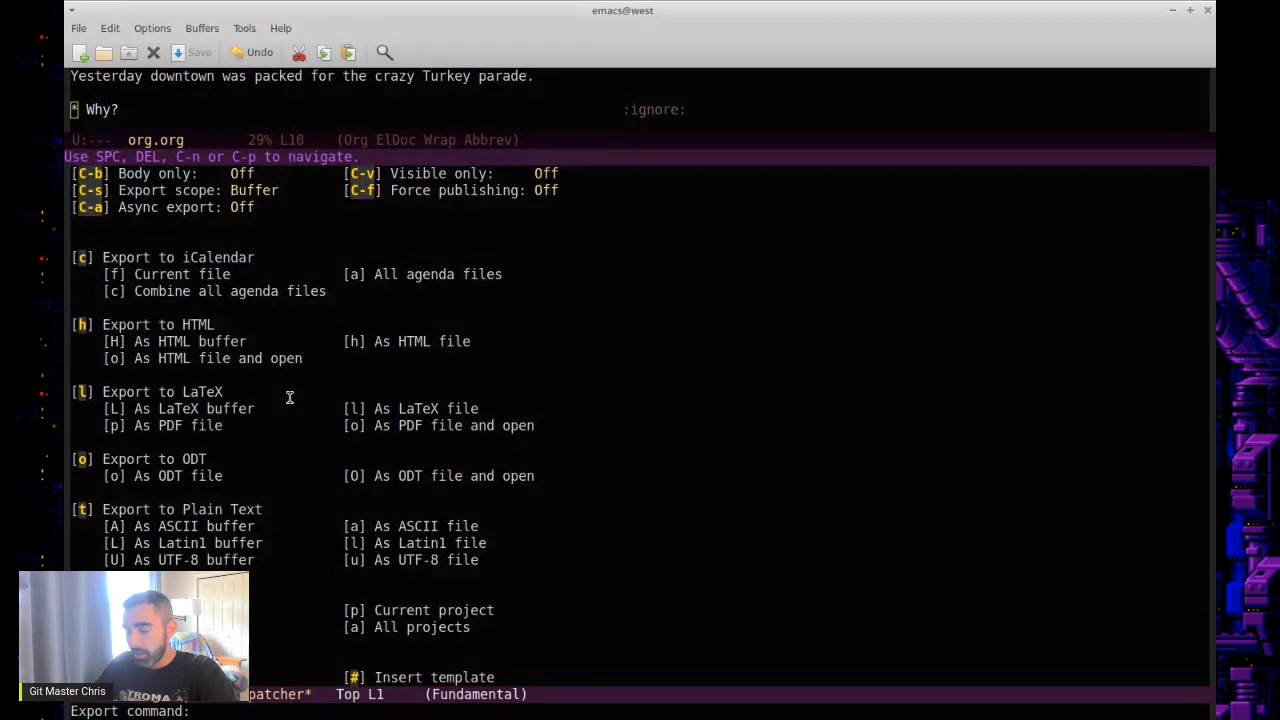 emacs@west
File Edit Options Buffers Tools Help
Save Undo
Yesterday downtown was packed for the crazy Turkey parade.
* Why? :ignore:
U:--- org.org 29% L10 (Org ElDoc Wrap Abbrev)
Use SPC, DEL, C-n or C-p to navigate.
[C-b] Body only: Off [C-v] Visible only: Off
[C-s] Export scope: Buffer [C-f] Force publishing: Off
[C-a] Async export: Off
[c] Export to iCalendar
[f] Current file [a] All agenda files
[c] Combine all agenda files
[h] Export to HTML
[H] As HTML buffer [h] As HTML file
[o] As HTML file and open
[l] Export to LaTeX
[L] As LaTeX buffer [l] As LaTeX file
[p] As PDF file [o] As PDF file and open
[o] Export to ODT
[o] As ODT file [O] As ODT file and open
[t] Export to Plain Text
[A] As ASCII buffer [a] As ASCII file
[L] As Latin1 buffer [l] As Latin1 file
[U] As UTF-8 buffer [u] As UTF-8 file
[p] Current project
[a] All projects
[#] Insert template
patcher* Top L1 (Fundamental)
Export command:
Git Master Chris
TROMA